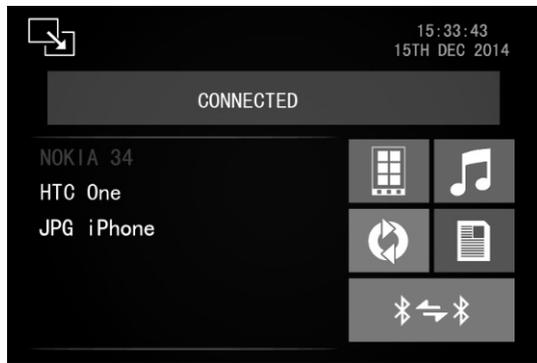 15:33:43
15TH DEC 2014
CONNECTED
NOKIA 34
HTC One
JPG iPhone